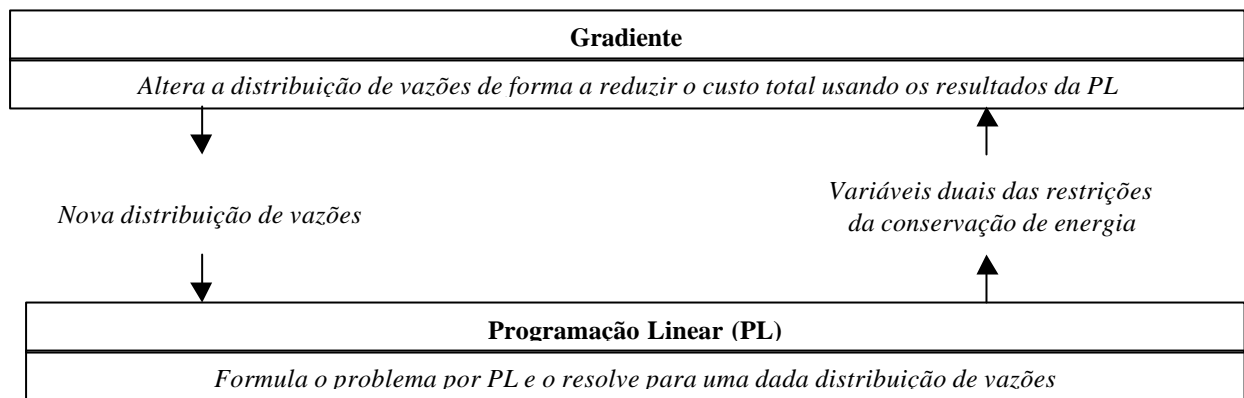 Gradiente
Altera a distribuição de vazões de forma a reduzir o custo total usando os resultados da PL
Nova distribuição de vazões
Variáveis duais das restrições
da conservação de energia
Programação Linear (PL)
Formula o problema por PL e o resolve para uma dada distribuição de vazões